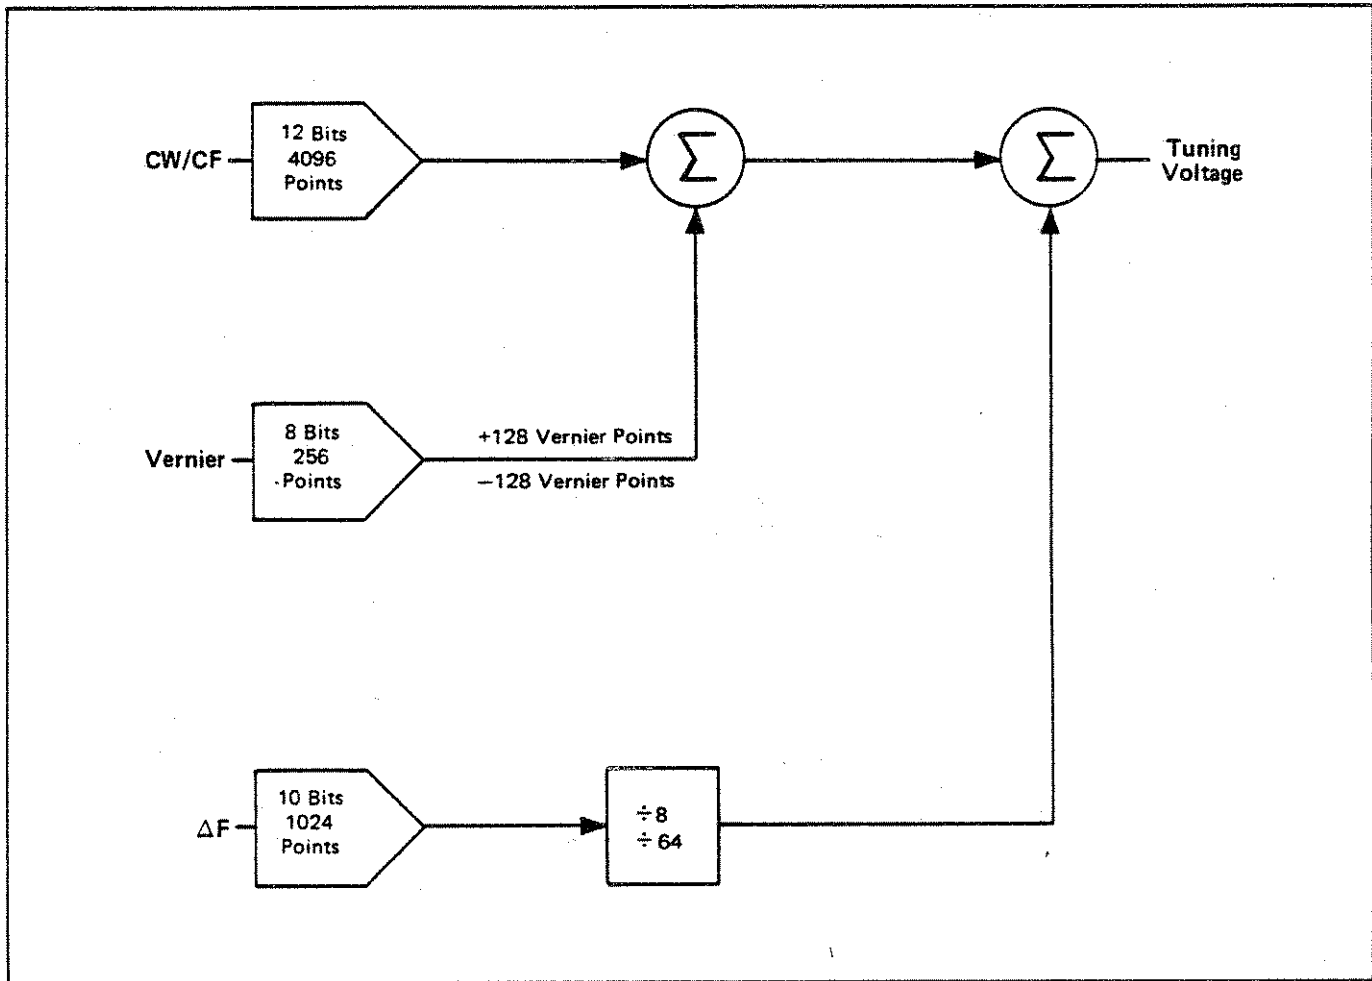 CW/CF
12 Bits
4096
Points
Σ
Σ
Tuning
Voltage
Vernier
8 Bits
256
Points
+128 Vernier Points
−128 Vernier Points
ΔF
10 Bits
1024
Points
÷8
÷64